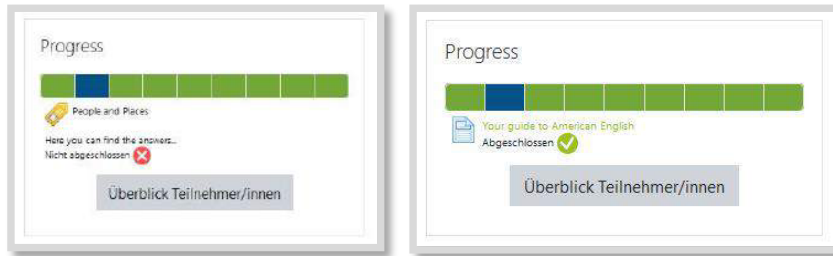 Progress
People and Places
Here you can find the answers...
Nicht abgeschlossen
Überblick Teilnehmer/innen
Progress
Your guide to American English
Abgeschlossen
Überblick Teilnehmer/innen